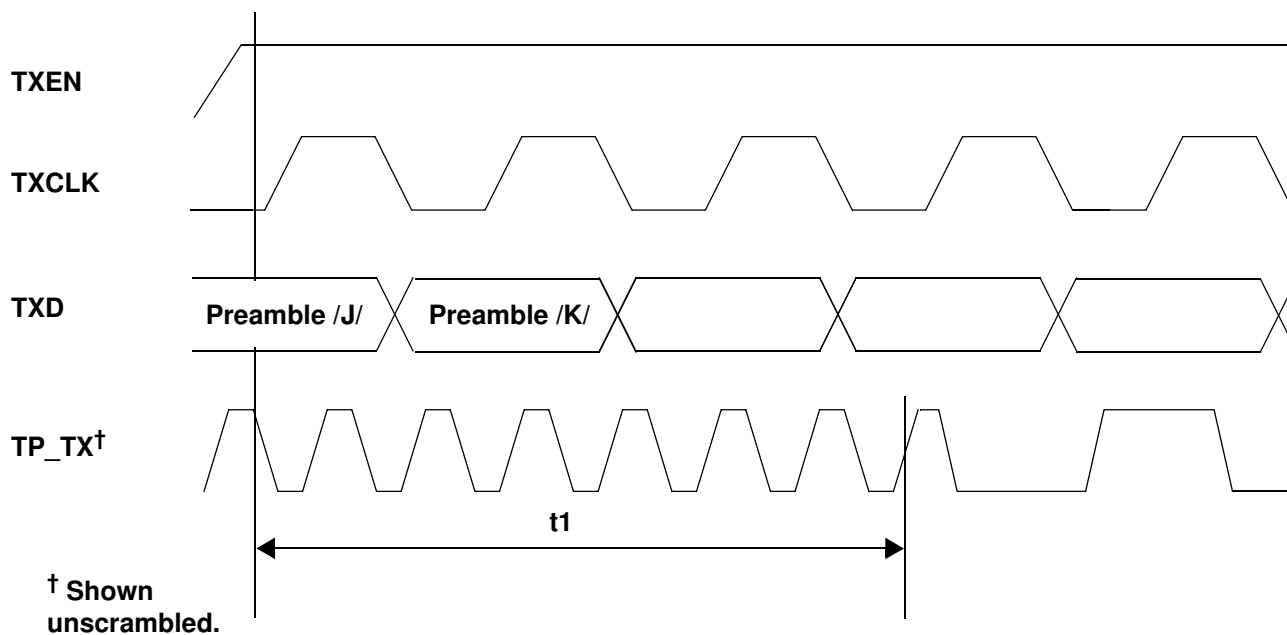 TXEN
TXCLK
TXD
Preamble /J/ Preamble /K/
TP_TX†
t1
† Shown
unscrambled.